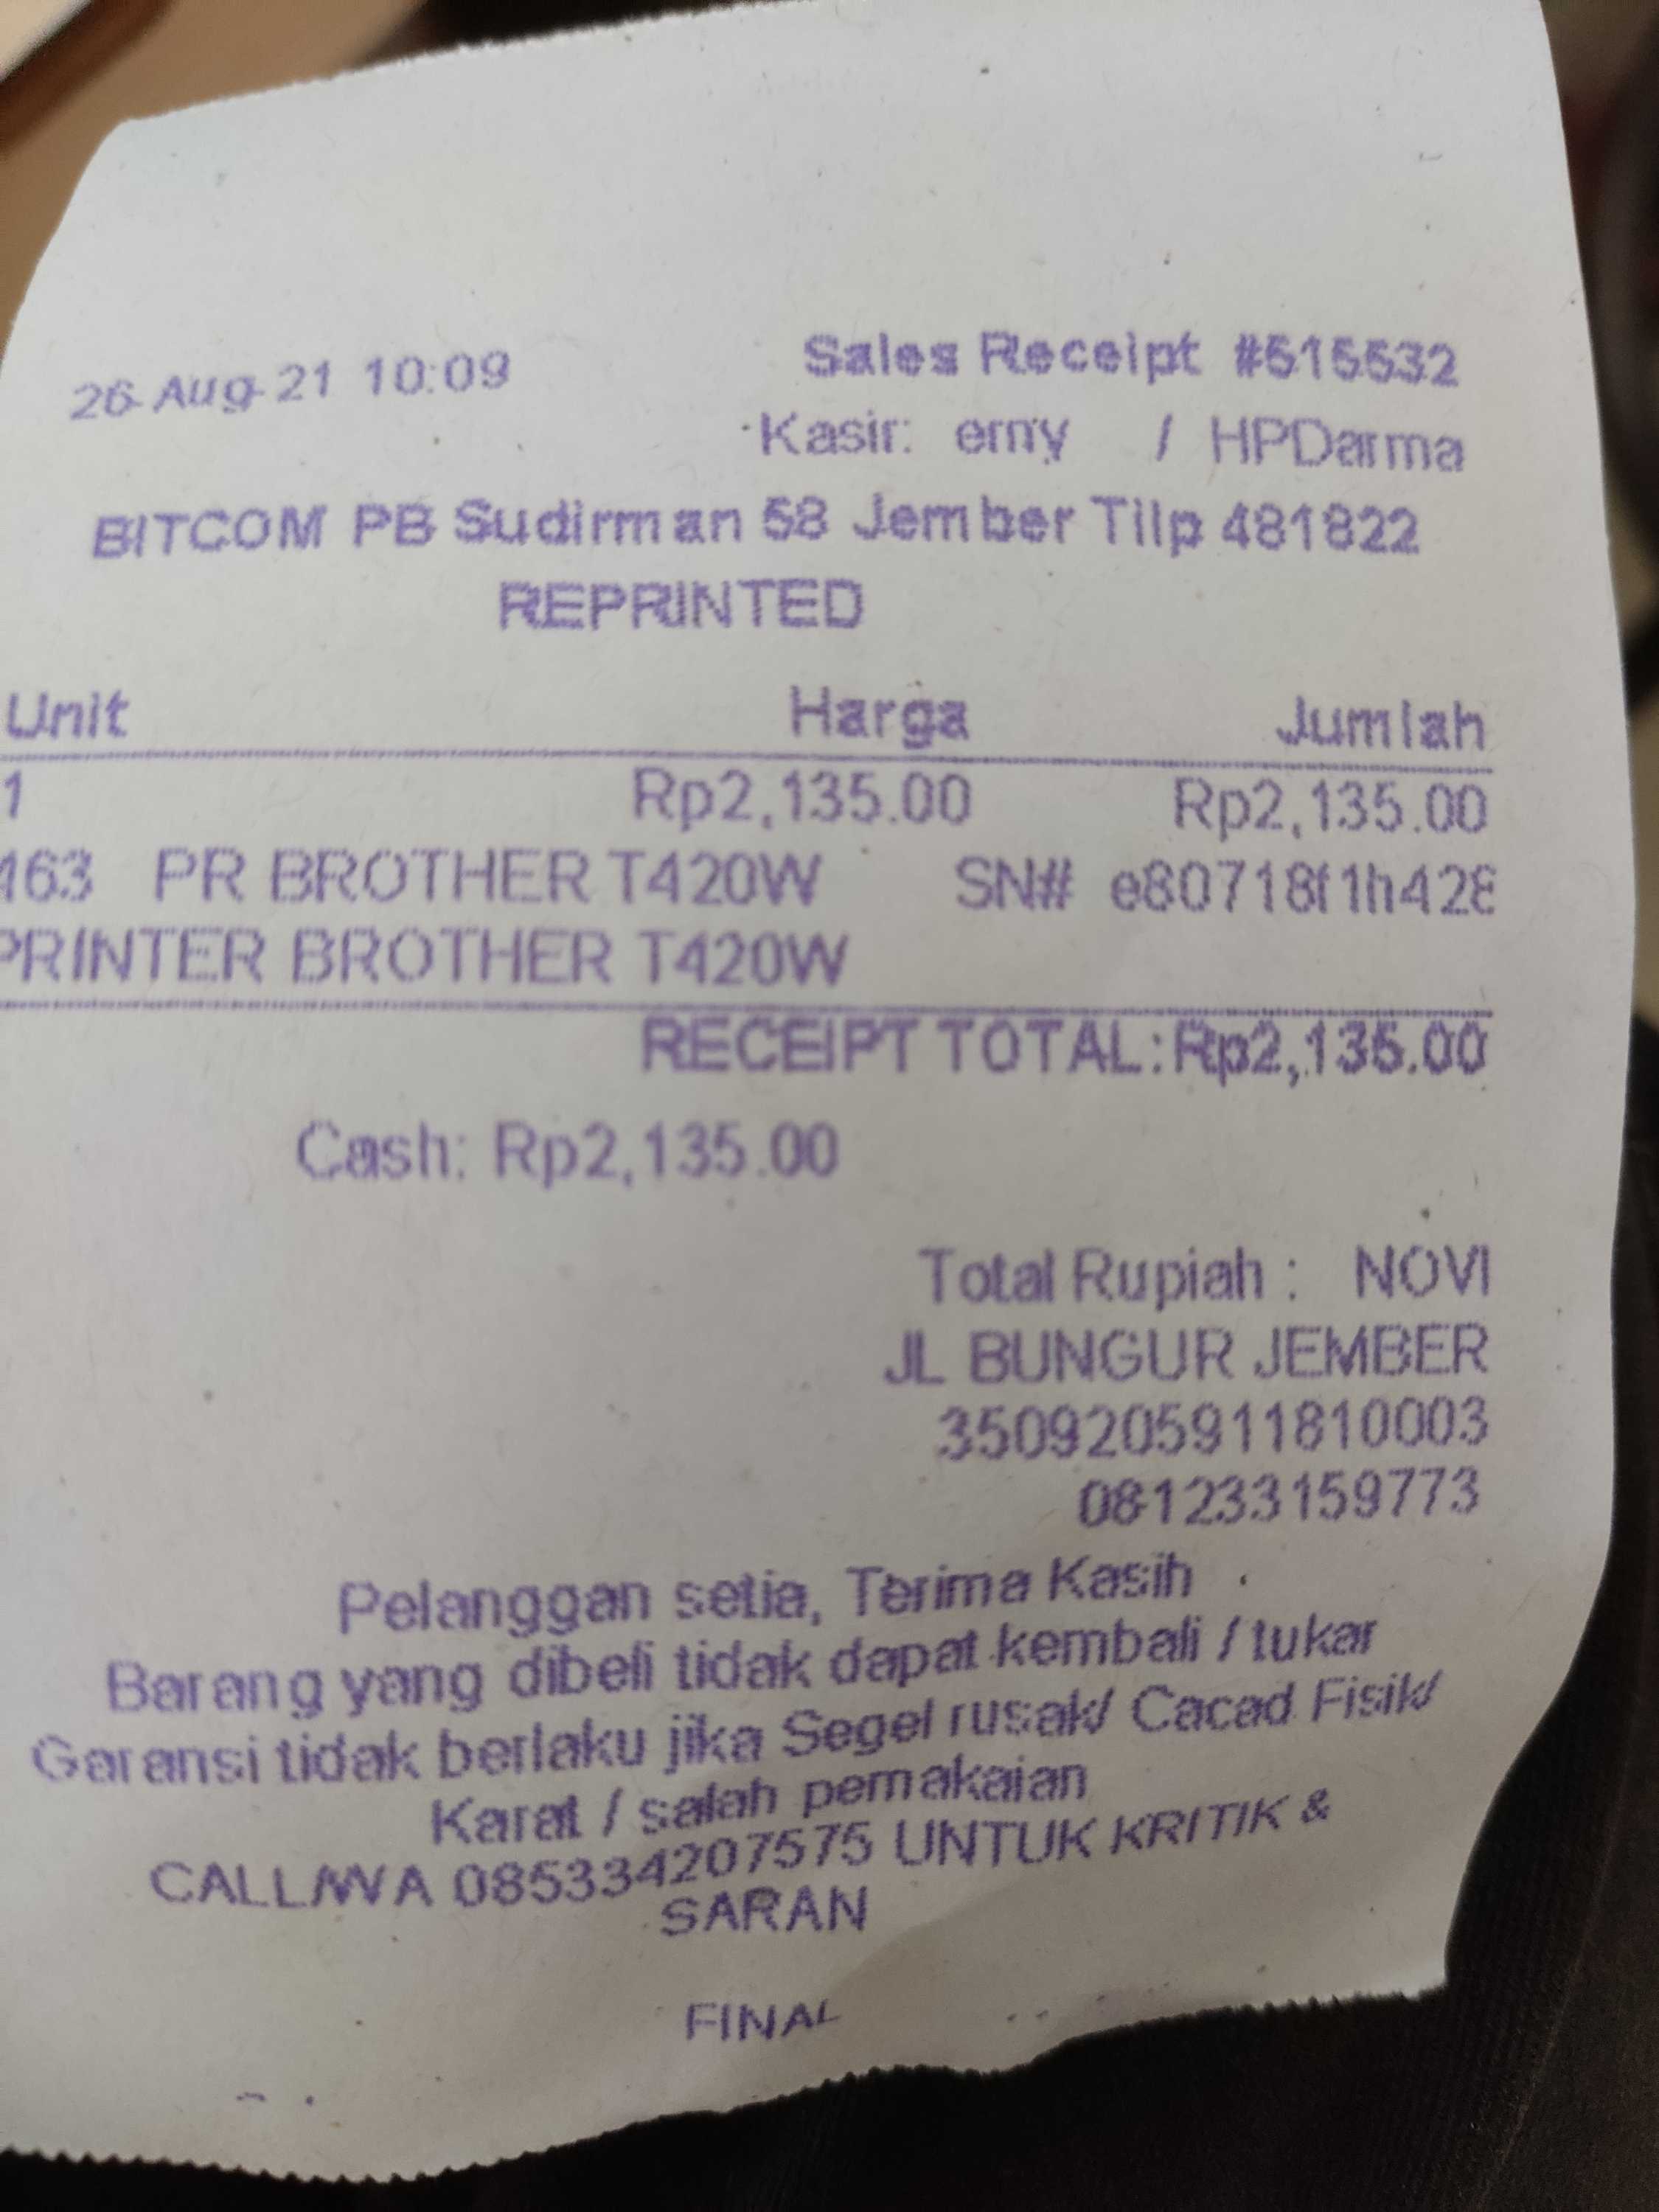 26-Aug-21 10:09 Sales Receipt #515532
Kasir: erny / HPDarma
BITCOM PB Sudirman 58 Jember Tilp 481822
REPRINTED
Unit Harga Jumlah
1 Rp2,135.00 Rp2,135.00
463 PR BROTHER T420W SN# e80718f1h428
PRINTER BROTHER T420W
RECEIPT TOTAL: Rp2,135.00
Cash: Rp2,135.00
Total Rupiah : NOVI
JL BUNGUR JEMBER
3509205911810003
081233159773
Pelanggan setia, Terima Kasih
Barang yang dibeli tidak dapat kembali / tukar
Garansi tidak berlaku jika Segel rusak/ Cacad Fisik/
Karat / salah pemakaian
CALL/WA 085334207575 UNTUK KRITIK &
SARAN
FINAL